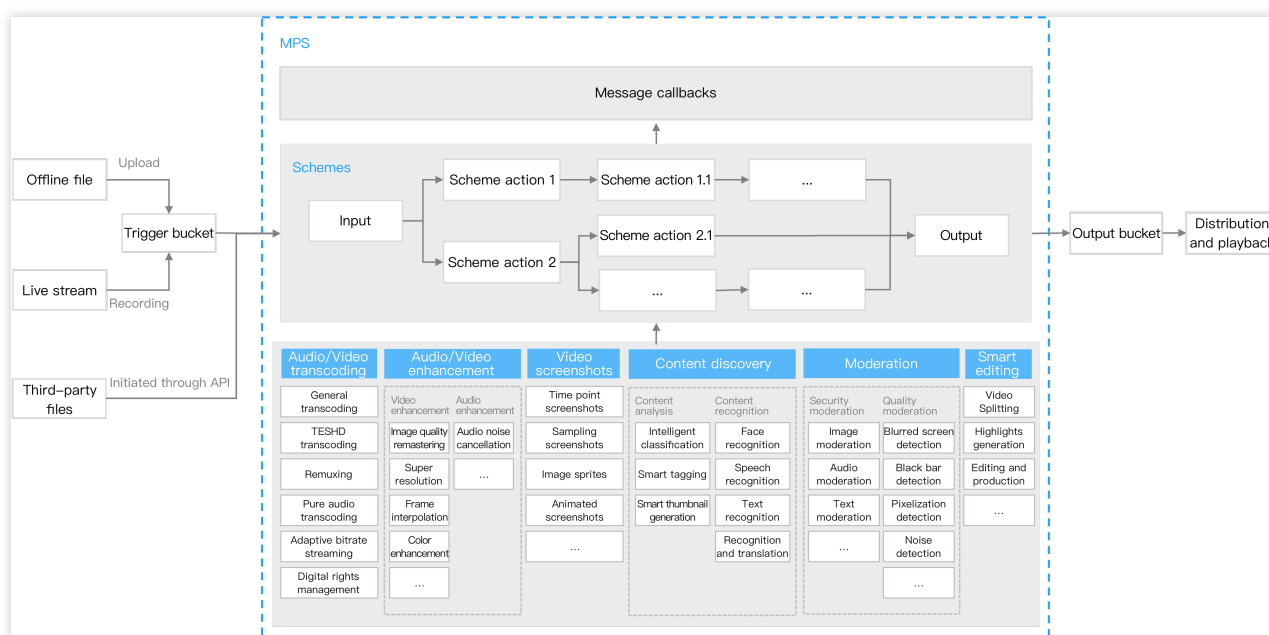 MPS
Message callbacks
Schemes
Offline file
Upload
Trigger bucket
Live stream
Recording
Third-party
files
Initiated through API
Input
Scheme action 1
Scheme action 1.1
...
Scheme action 2
Scheme action 2.1
...
...
Output
Output bucket
Distribution
and playback
Audio/Video
transcoding
General
transcoding
TESHD
transcoding
Remuxing
Pure audio
transcoding
Adaptive bitrate
streaming
Digital rights
management
Audio/Video
enhancement
Video
enhancement
Image quality
remastering
Super
resolution
Frame
interpolation
Color
enhancement
...
Audio
enhancement
Audio noise
cancellation
...
Video
screenshots
Time point
screenshots
Sampling
screenshots
Image sprites
Animated
screenshots
...
Content discovery
Content
analysis
Intelligent
classification
Smart tagging
Smart thumbnail
generation
Content
recognition
Face
recognition
Speech
recognition
Text
recognition
Recognition
and translation
Moderation
Security
moderation
Image
moderation
Audio
moderation
Text
moderation
...
Quality
moderation
Blurred screen
detection
Black bar
detection
Pixelization
detection
Noise
detection
...
Smart
editing
Video
Splitting
Highlights
generation
Editing and
production
...